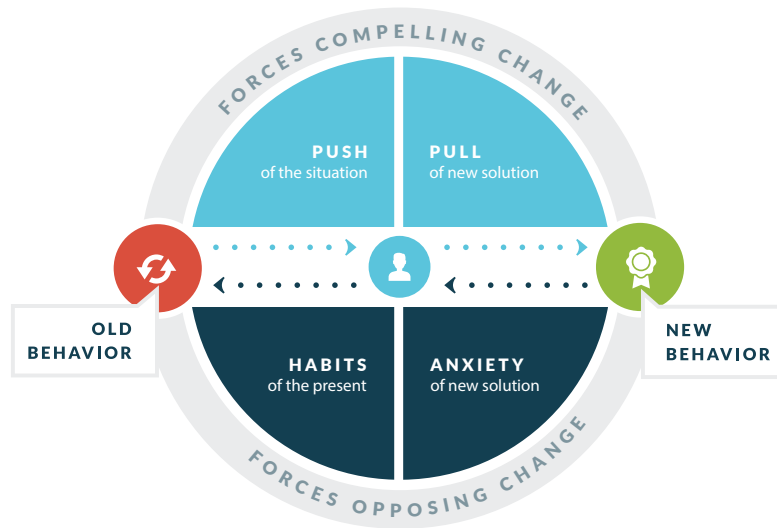 FORCES COMPELLING CHANGE
PUSH
of the situation
PULL
of new solution
OLD
BEHAVIOR
NEW
BEHAVIOR
HABITS
of the present
ANXIETY
of new solution
FORCES OPPOSING CHANGE